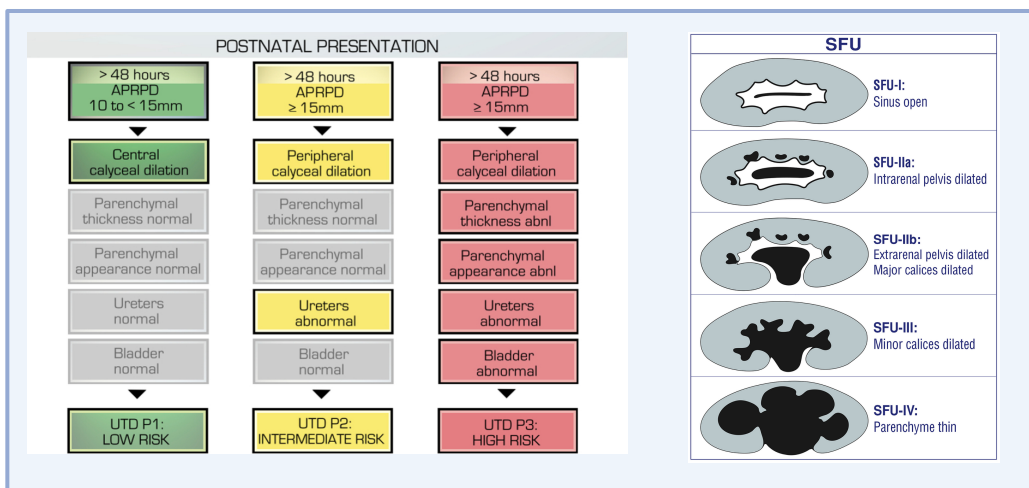 POSTNATAL PRESENTATION
> 48 hours
APRPD
10 to < 15mm
Central
calyceal dilation
Parenchymal
thickness normal
Parenchymal
appearance normal
Ureters
normal
Bladder
normal
UTD P1:
LOW RISK
> 48 hours
APRPD
≥ 15mm
Peripheral
calyceal dilation
Parenchymal
thickness normal
Parenchymal
appearance normal
Ureters
abnormal
Bladder
normal
UTD P2:
INTERMEDIATE RISK
> 48 hours
APRPD
≥ 15mm
Peripheral
calyceal dilation
Parenchymal
thickness abnl
Parenchymal
appearance abnl
Ureters
abnormal
Bladder
abnormal
UTD P3:
HIGH RISK
SFU
SFU-I:
Sinus open
SFU-IIa:
Intrarenal pelvis dilated
SFU-IIb:
Extrarenal pelvis dilated
Major calices dilated
SFU-III:
Minor calices dilated
SFU-IV:
Parenchyme thin